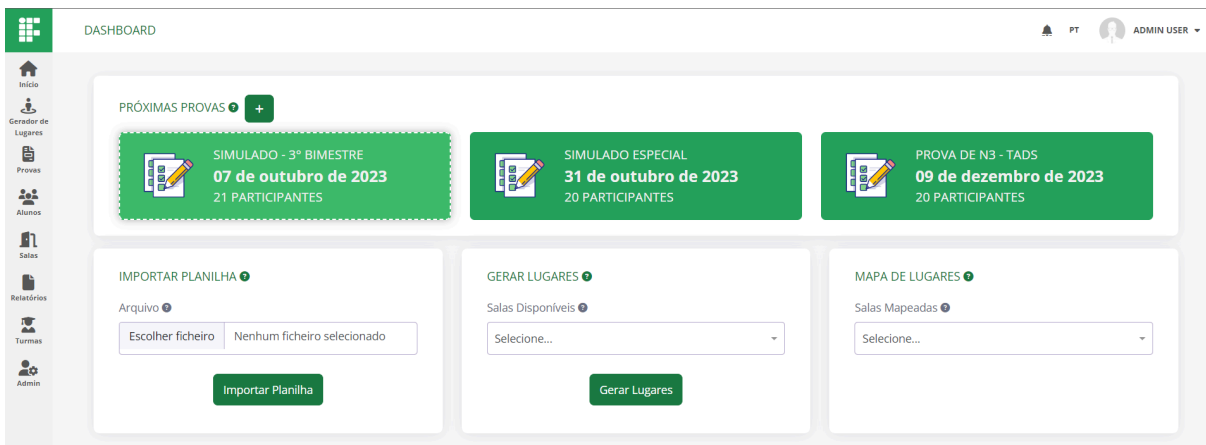 DASHBOARD
PT
ADMIN USER
Início
Gerador de
Lugares
Provas
Alunos
Salas
Relatórios
Turmas
Admin
PRÓXIMAS PROVAS
+
SIMULADO - 3º BIMESTRE
07 de outubro de 2023
21 PARTICIPANTES
SIMULADO ESPECIAL
31 de outubro de 2023
20 PARTICIPANTES
PROVA DE N3 - TADS
09 de dezembro de 2023
20 PARTICIPANTES
IMPORTAR PLANILHA
Arquivo
Escolher ficheiro Nenhum ficheiro selecionado
Importar Planilha
GERAR LUGARES
Salas Disponíveis
Selecione...
Gerar Lugares
MAPA DE LUGARES
Salas Mapeadas
Selecione...